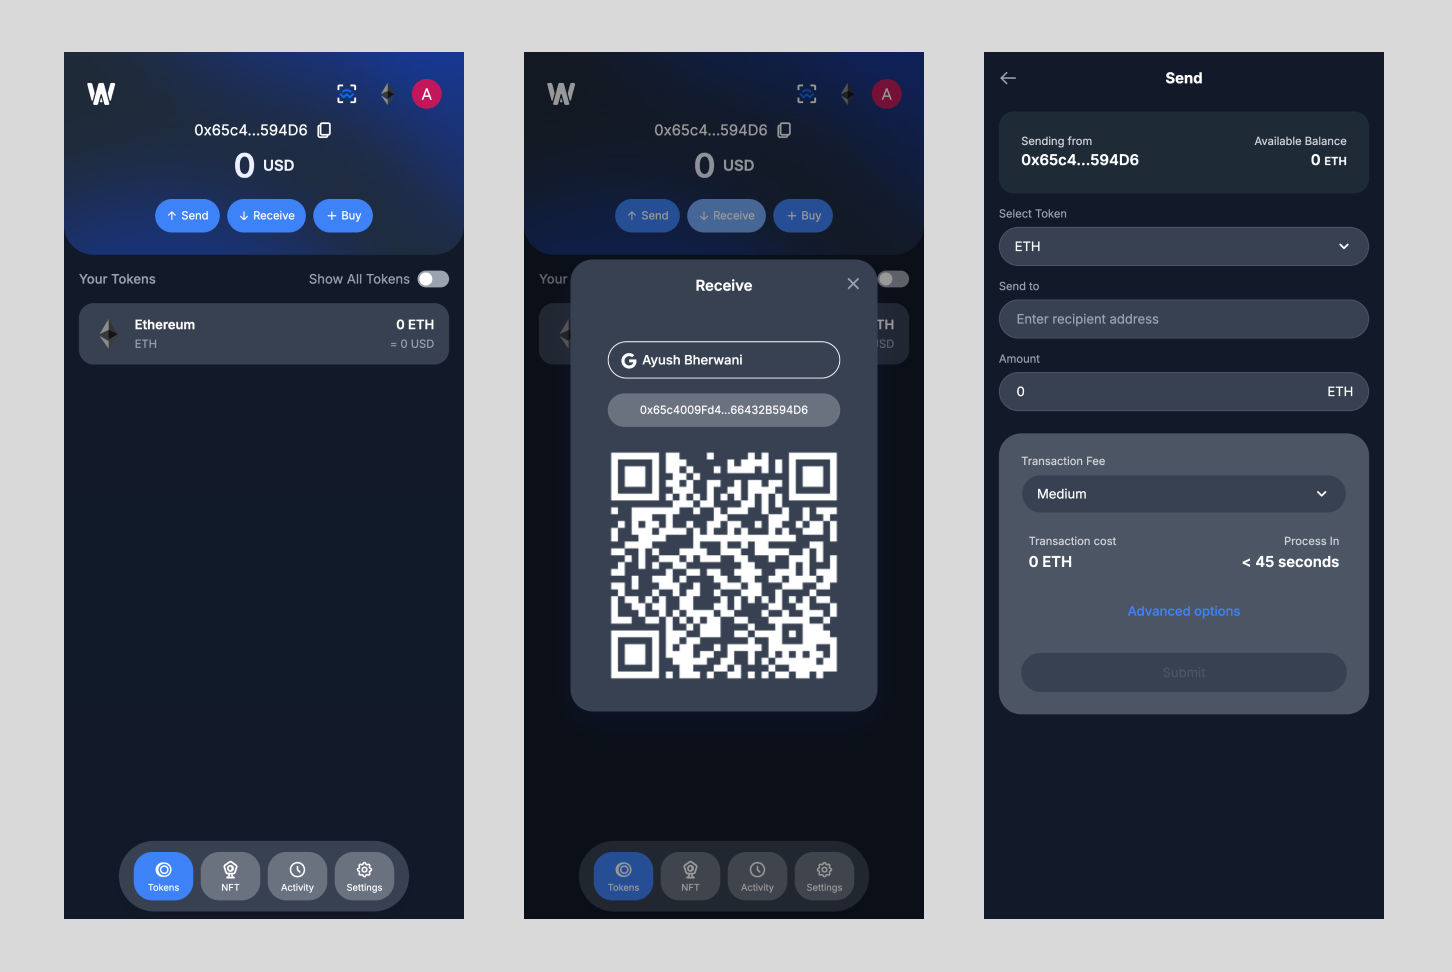 W
A
0x65c4...594D6
0 USD
Send
Receive
Buy
Your Tokens
Show All Tokens
Ethereum
0 ETH
ETH
= 0 USD
Tokens
NFT
Activity
Settings
W
A
0x65c4...594D6
0 USD
Send
Receive
Buy
Your
Receive
TH
SD
Ayush Bherwani
0x65c4009Fd4...66432B594D6
Tokens
NFT
Activity
Settings
Send
Sending from
Available Balance
0x65c4...594D6
0 ETH
Select Token
ETH
Send to
Enter recipient address
Amount
0
ETH
Transaction Fee
Medium
Transaction cost
Process In
0 ETH
< 45 seconds
Advanced options
Submit